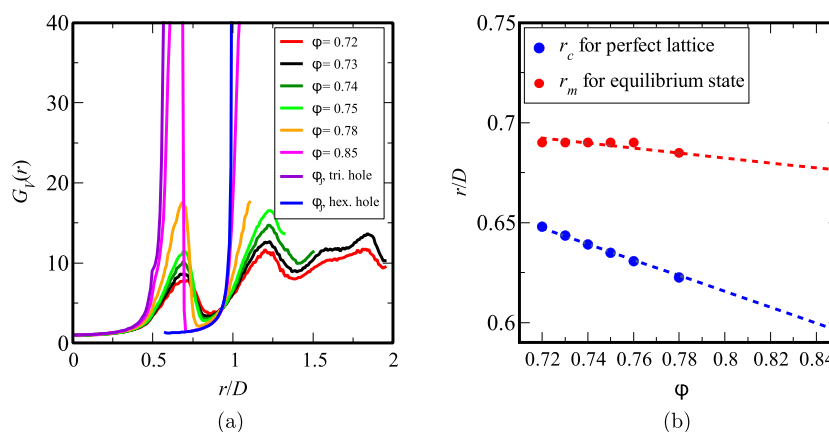 40
30
20
10
0
G_V(r)
0
0.5
1
1.5
2
r/D
φ = 0.72
φ = 0.73
φ = 0.74
φ = 0.75
φ = 0.78
φ = 0.85
φ_J, tri. hole
φ_J, hex. hole
(a)
0.75
0.7
0.65
0.6
r/D
r_c for perfect lattice
r_m for equilibrium state
0.72
0.74
0.76
0.78
0.8
0.82
0.84
φ
(b)